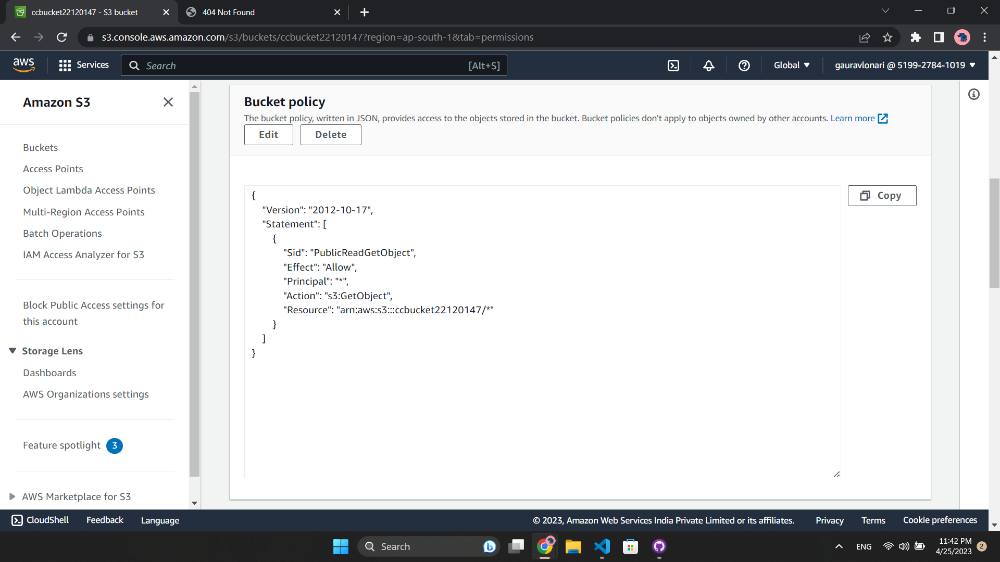 ccbucket22120147 - S3 bucket
404 Not Found
s3.console.aws.amazon.com/s3/buckets/ccbucket22120147?region=ap-south-1&tab=permissions
aws
Services
Search
[Alt+S]
Global
gauravlonari @ 5199-2784-1019
Amazon S3
Buckets
Access Points
Object Lambda Access Points
Multi-Region Access Points
Batch Operations
IAM Access Analyzer for S3
Block Public Access settings for
this account
Storage Lens
Dashboards
AWS Organizations settings
Feature spotlight 3
AWS Marketplace for S3
Bucket policy
The bucket policy, written in JSON, provides access to the objects stored in the bucket. Bucket policies don't apply to objects owned by other accounts. Learn more
Edit
Delete
{
"Version": "2012-10-17",
"Statement": [
{
"Sid": "PublicReadGetObject",
"Effect": "Allow",
"Principal": "*",
"Action": "s3:GetObject",
"Resource": "arn:aws:s3:::ccbucket22120147/*"
}
]
}
Copy
CloudShell
Feedback
Language
© 2023, Amazon Web Services India Private Limited or its affiliates.
Privacy
Terms
Cookie preferences
Search
ENG
11:42 PM
4/25/2023
2